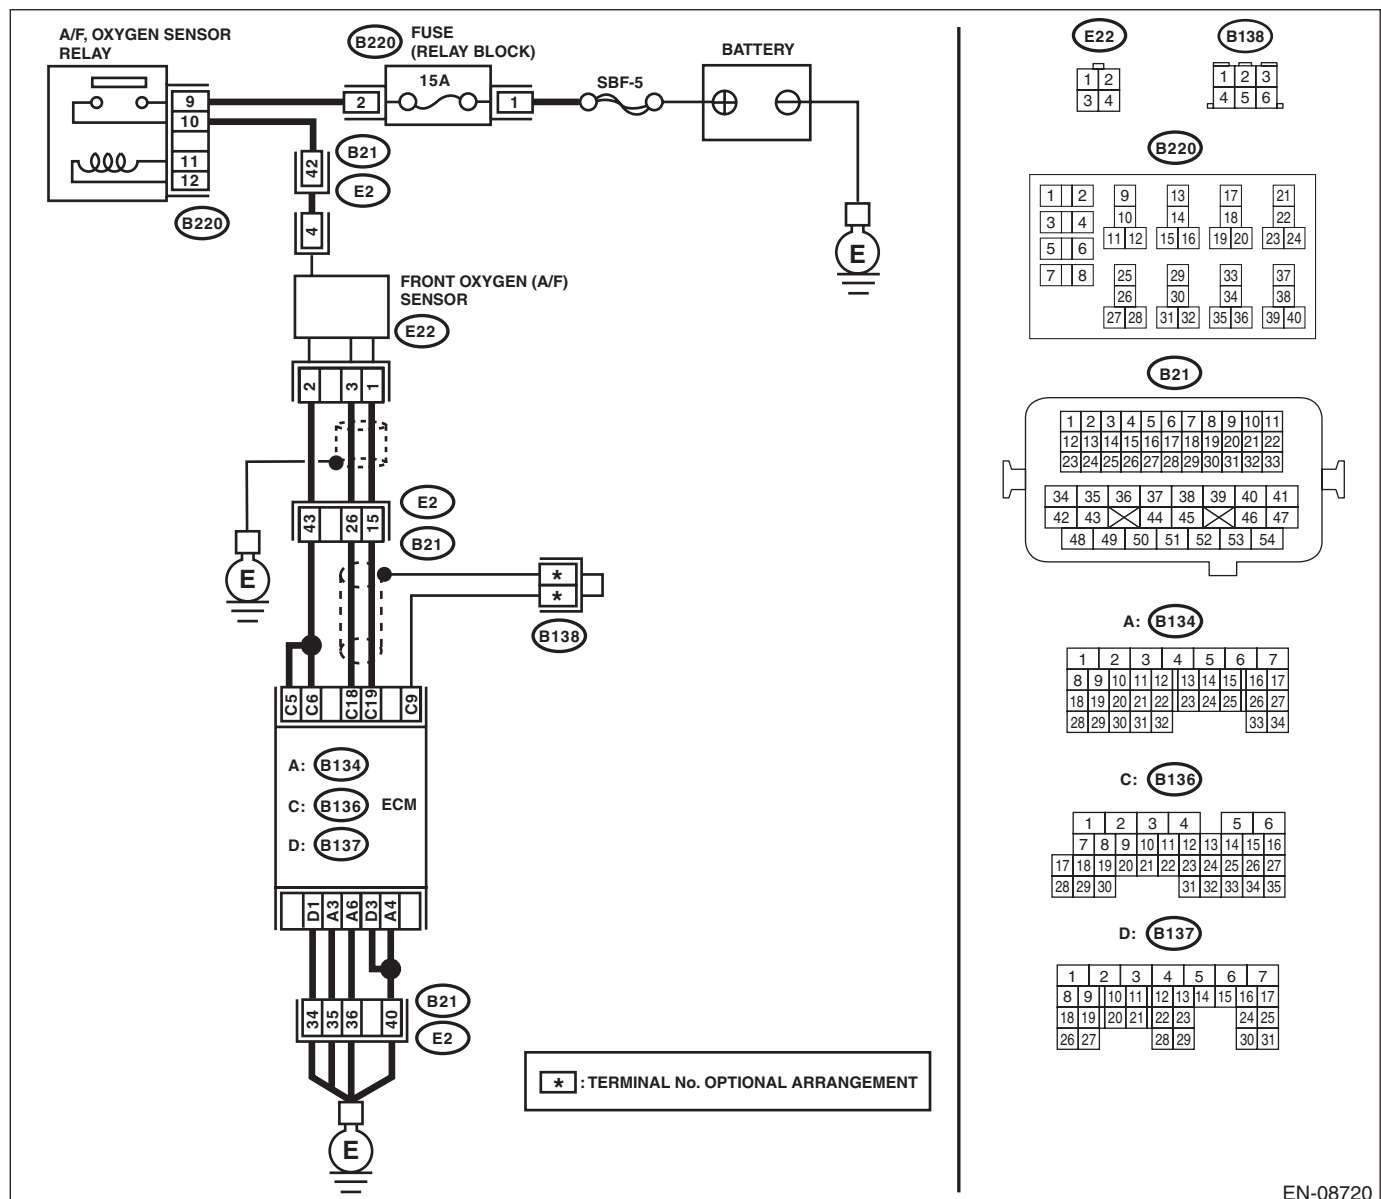 A/F, OXYGEN SENSOR
RELAY
9
10
11
12
B220
B220
FUSE
(RELAY BLOCK)
15A
2
1
SBF-5
BATTERY
E
42
B21
E2
4
FRONT OXYGEN (A/F)
SENSOR
E22
2 3 1
E
E2
43 26 15
B21
*
*
B138
C5 C6 C18 C19 C9
A: B134
C: B136 ECM
D: B137
D1 A3 A6 D3 A4
B21
34 35 36 40
E2
E
* : TERMINAL No. OPTIONAL ARRANGEMENT
E22
1 2
3 4
B138
1 2 3
4 5 6
B220
1 2 9 13 17 21
3 4 10 14 18 22
5 6 11 12 15 16 19 20 23 24
7 8 25 29 33 37
26 30 34 38
27 28 31 32 35 36 39 40
B21
1 2 3 4 5 6 7 8 9 10 11
12 13 14 15 16 17 18 19 20 21 22
23 24 25 26 27 28 29 30 31 32 33
34 35 36 37 38 39 40 41
42 43 44 45 46 47
48 49 50 51 52 53 54
A: B134
1 2 3 4 5 6 7
8 9 10 11 12 13 14 15 16 17
18 19 20 21 22 23 24 25 26 27
28 29 30 31 32 33 34
C: B136
1 2 3 4 5 6
7 8 9 10 11 12 13 14 15 16
17 18 19 20 21 22 23 24 25 26 27
28 29 30 31 32 33 34 35
D: B137
1 2 3 4 5 6 7
8 9 10 11 12 13 14 15 16 17
18 19 20 21 22 23 24 25
26 27 28 29 30 31
EN-08720